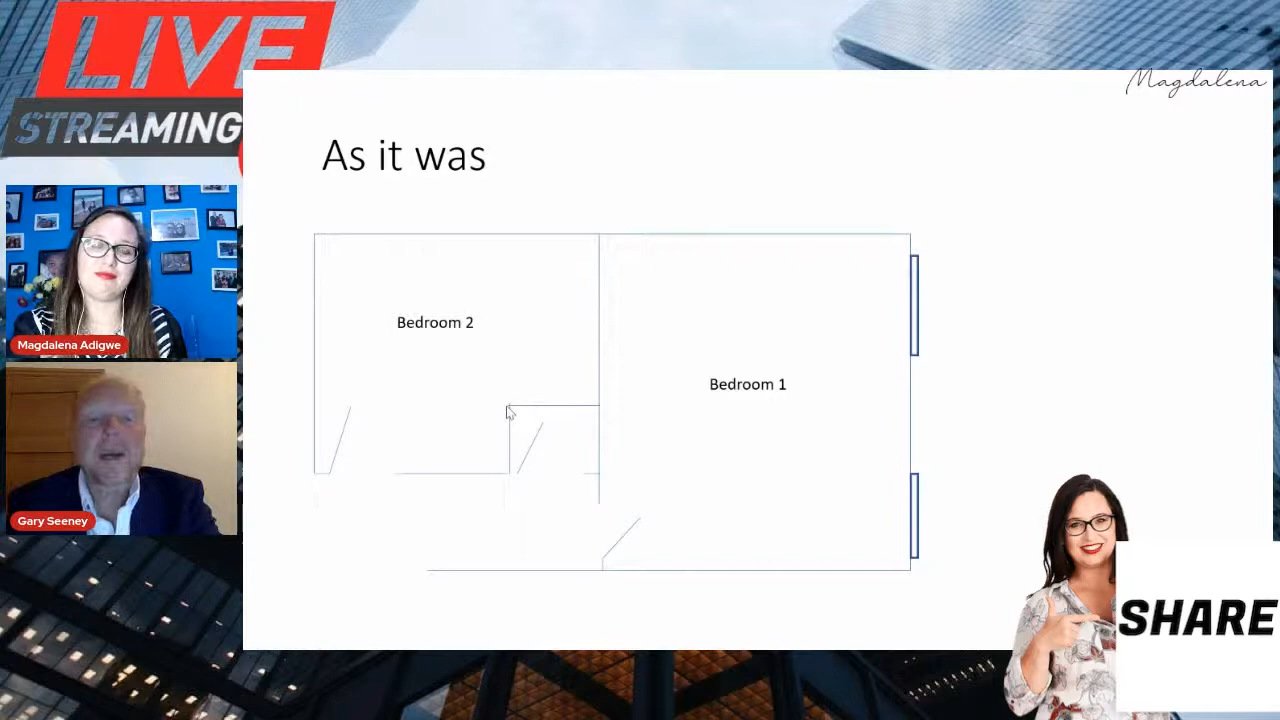 LIVE
STREAMING
Magdalena
As it was
Bedroom 2
Bedroom 1
Magdalena Adigwe
Gary Seeney
SHARE